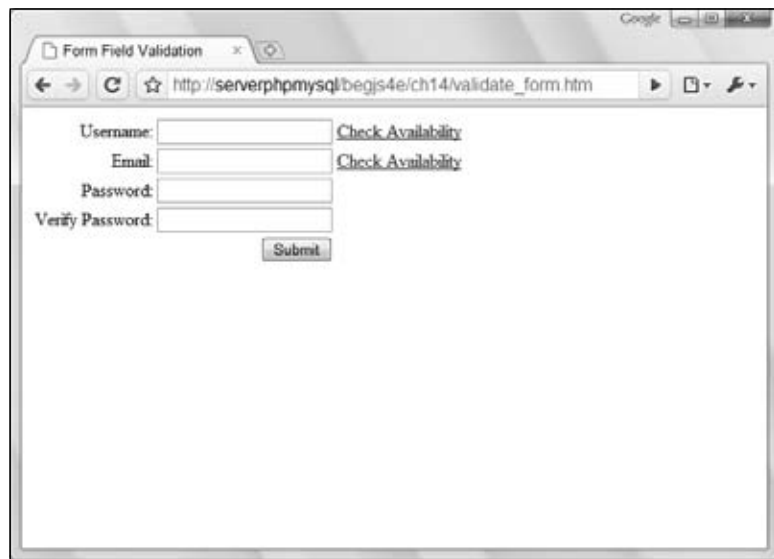 Google
Form Field Validation
http://serverphpmysql/begjs4e/ch14/validate_form.htm
Username: Check Availability
Email: Check Availability
Password:
Verify Password:
Submit